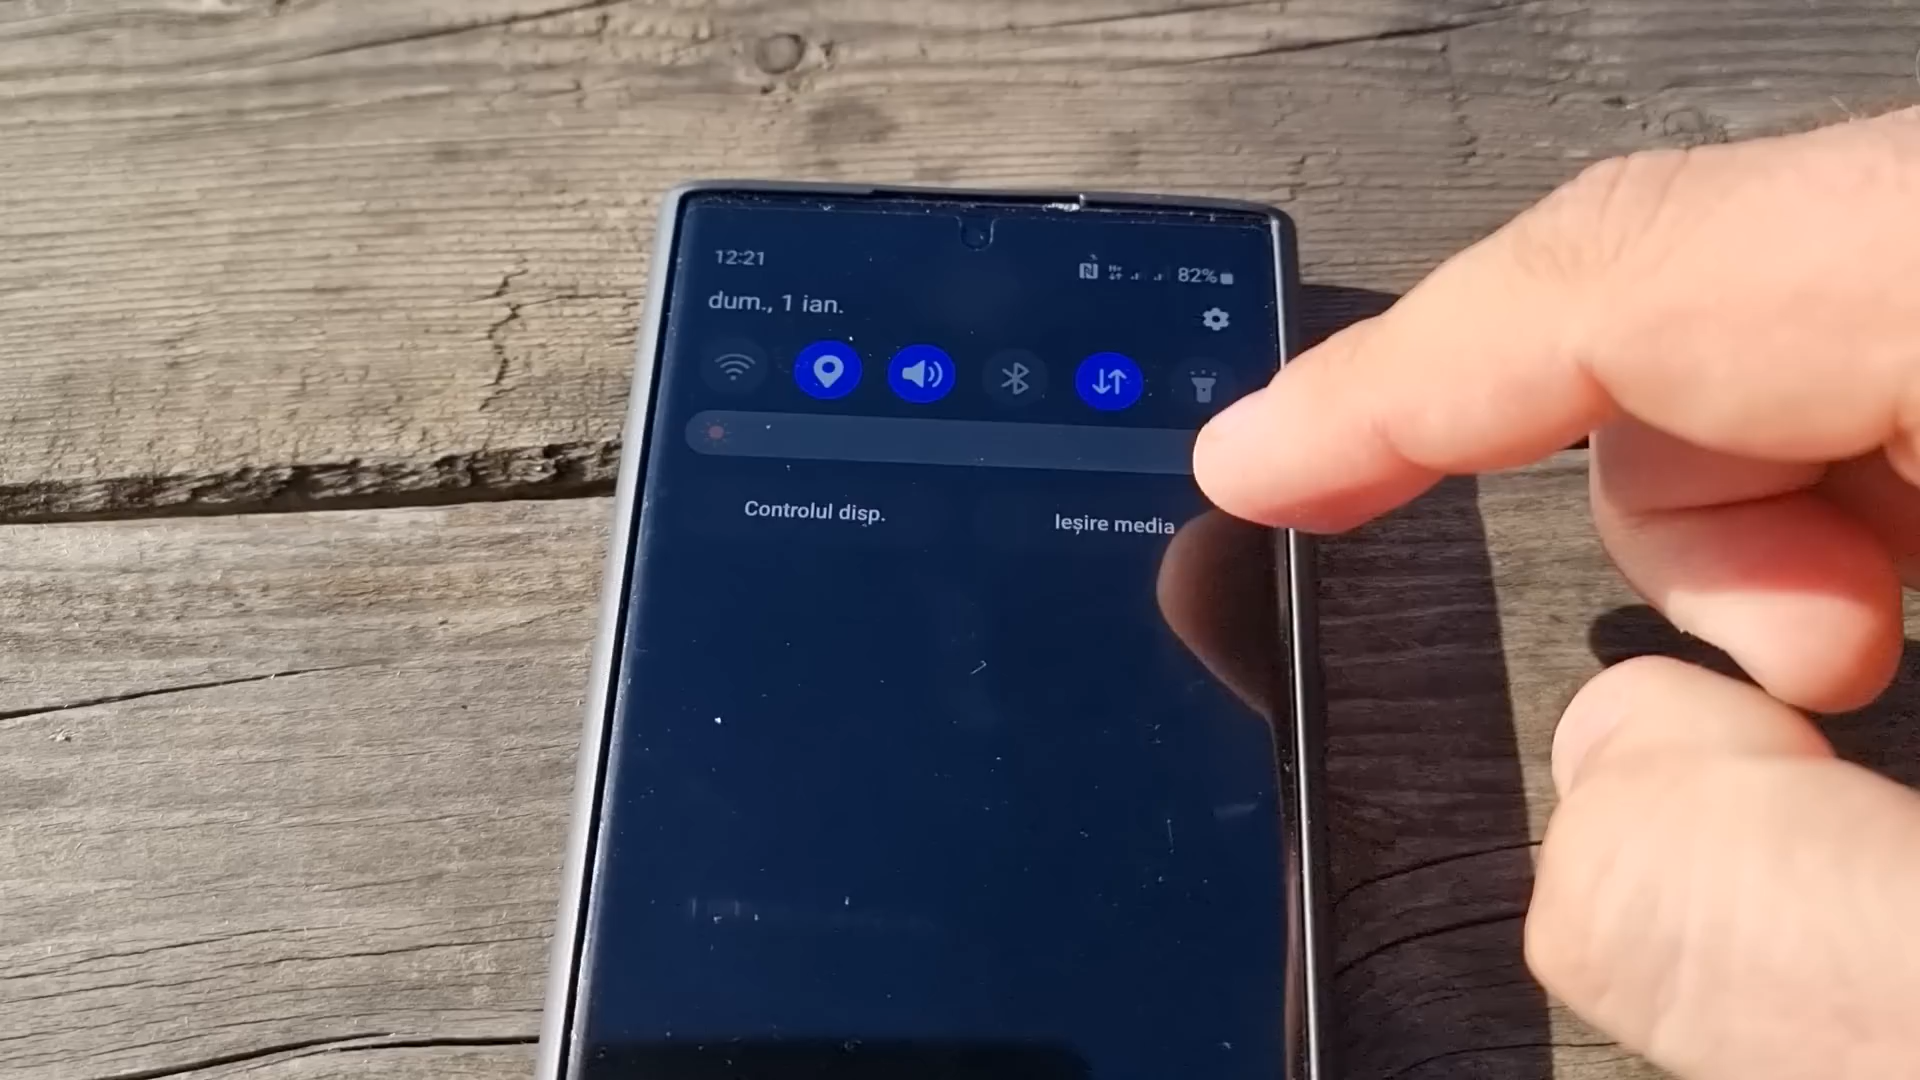 12:21
82%
dum., 1 ian.
Controlul disp.
Ieșire media